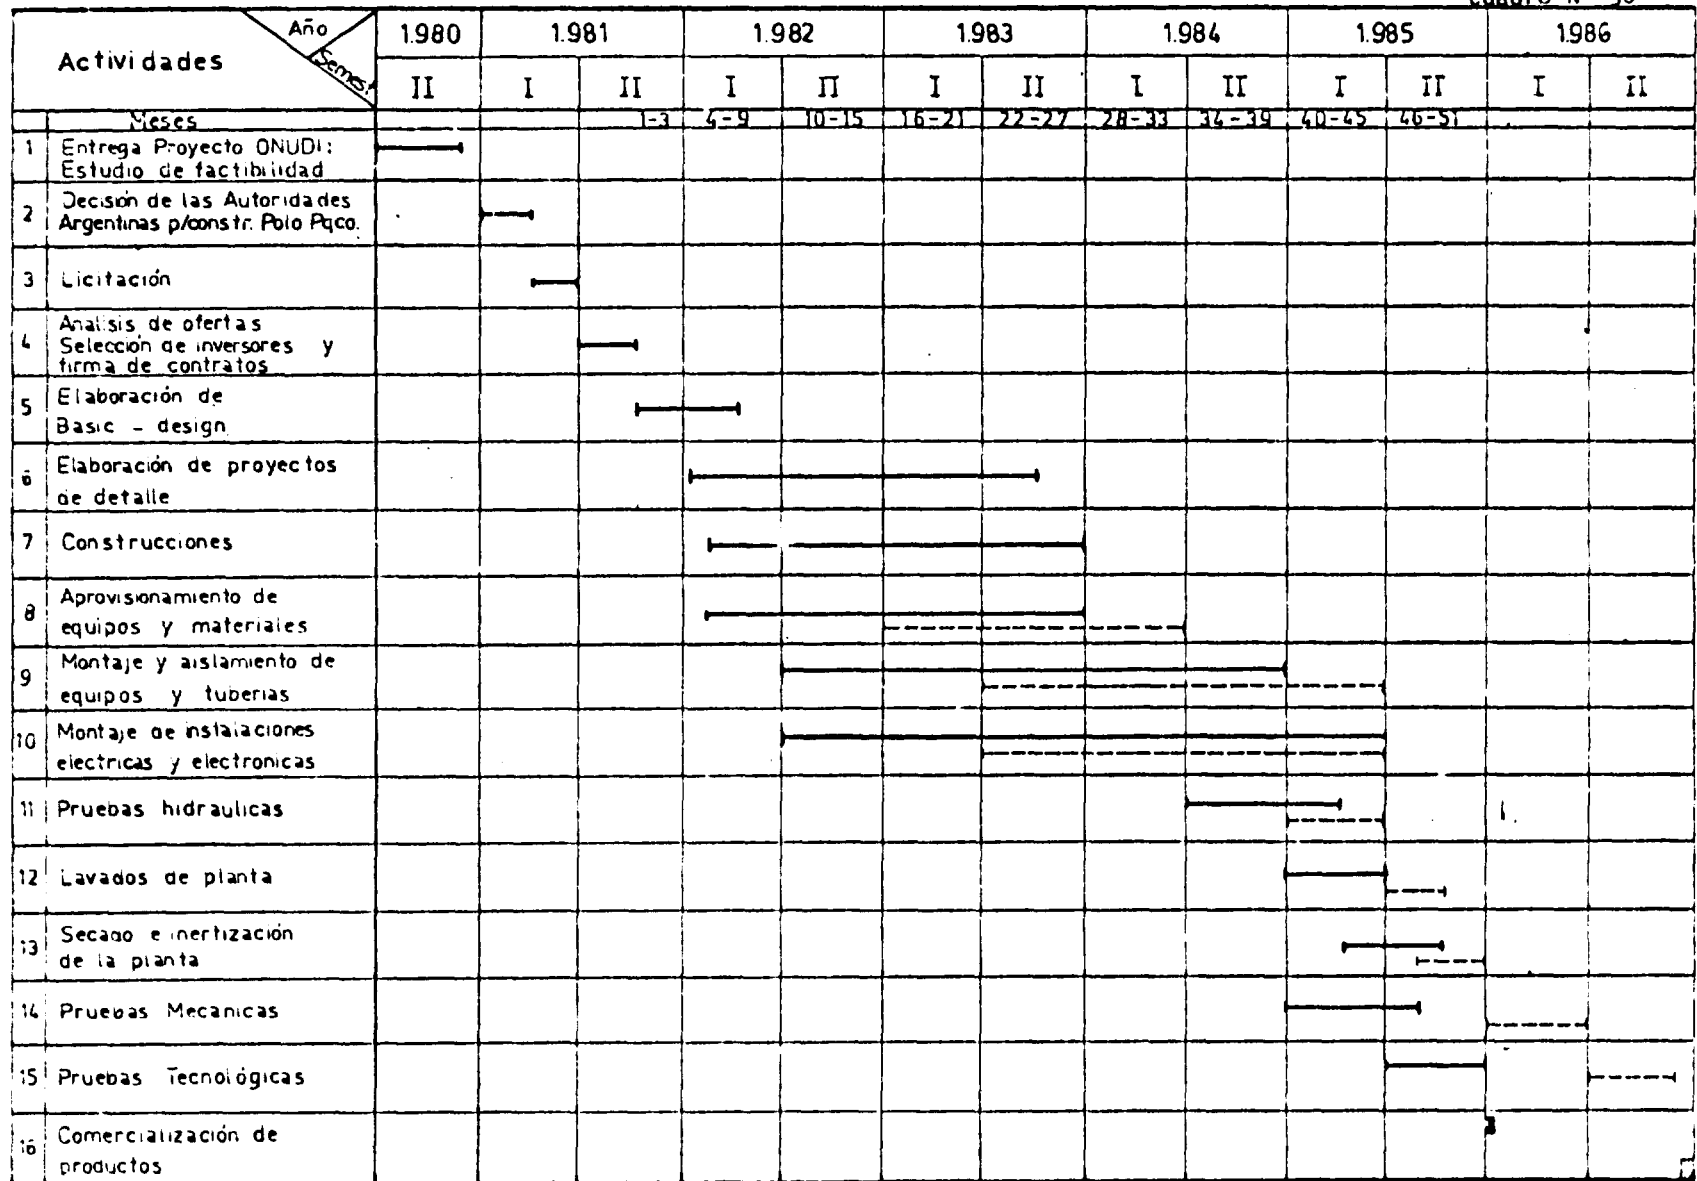 CUADRO N° 30
Año
Actividades
Semest
1.980 1.981 1.982 1.983 1.984 1.985 1.986
II I II I II I II I II I II I II
Meses 1-3 4-9 10-15 16-21 22-27 28-33 34-39 40-45 46-51
1 Entrega Proyecto ONUDI:
Estudio de factibilidad
2 Decisión de las Autoridades
Argentinas p/constr. Polo Pqco.
3 Licitación
4 Analisis de ofertas
Selección de inversores y
firma de contratos
5 Elaboración de
Basic - design
6 Elaboración de proyectos
de detalle
7 Construcciones
8 Aprovisionamiento de
equipos y materiales
9 Montaje y aislamiento de
equipos y tuberias
10 Montaje de instalaciones
electricas y electronicas
11 Pruebas hidraulicas
12 Lavados de planta
13 Secado e inertización
de la planta
14 Pruebas Mecanicas
15 Pruebas Tecnológicas
16 Comercialización de
productos